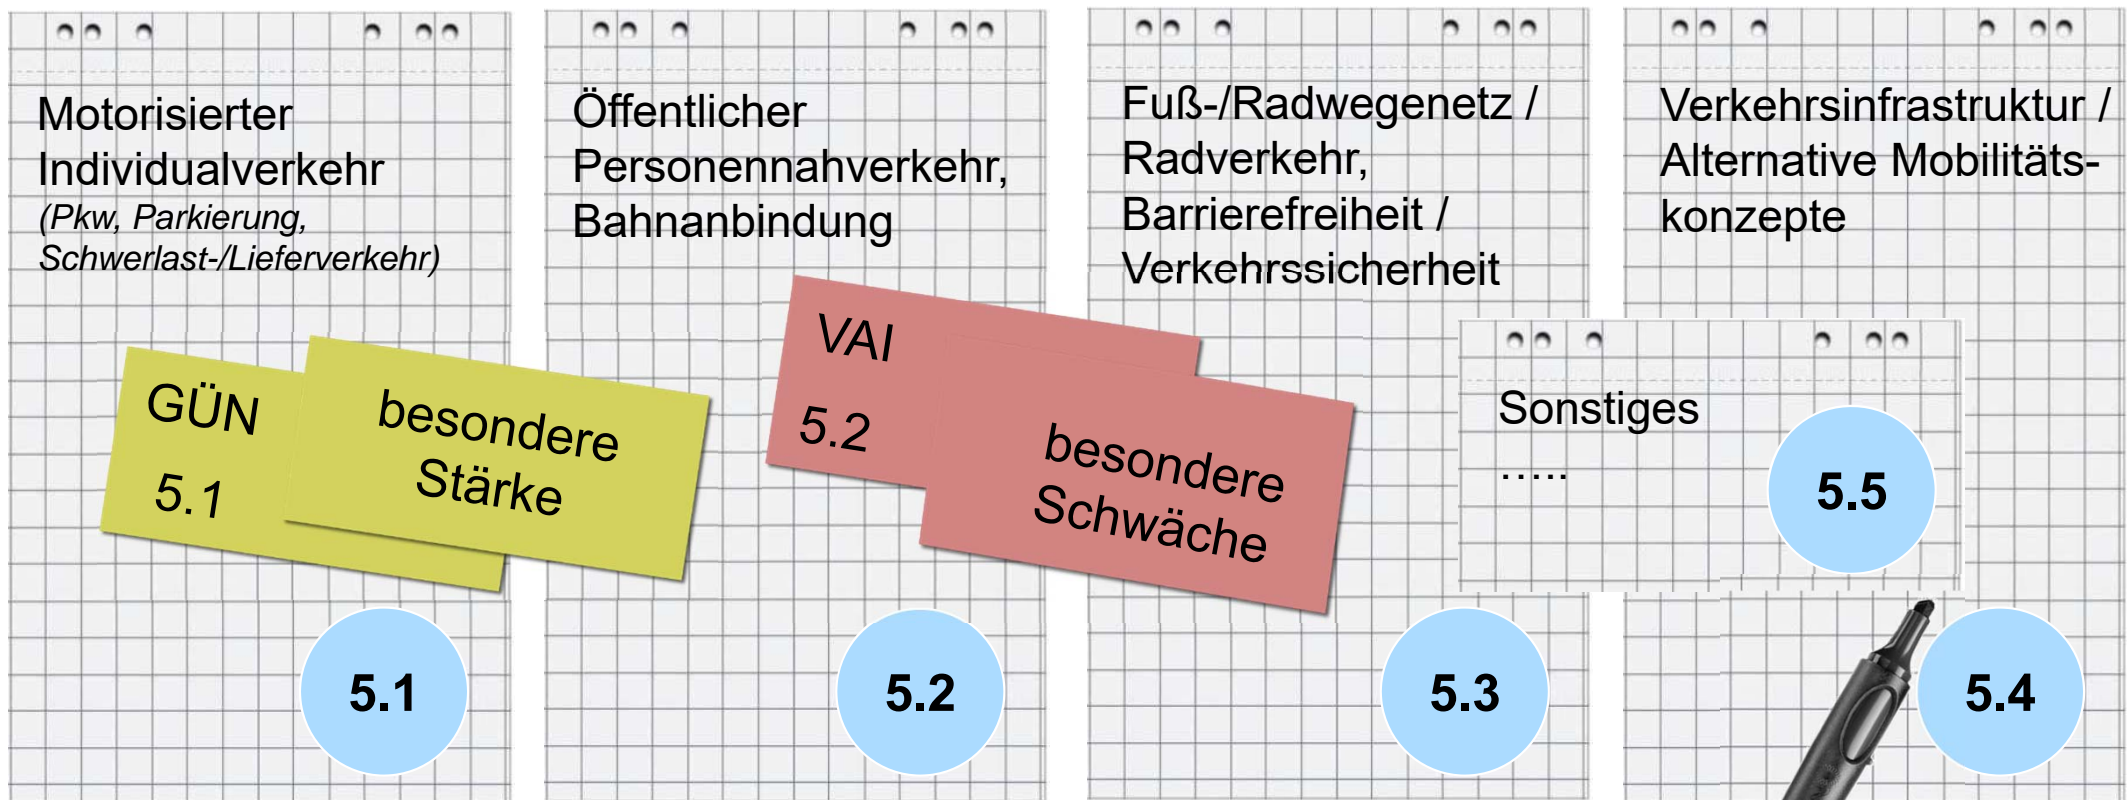 Motorisierter
Individualverkehr
(Pkw, Parkierung,
Schwerlast-/Lieferverkehr)
GÜN
5.1
besondere
Stärke
5.1
Öffentlicher
Personennahverkehr,
Bahnanbindung
VAI
5.2
besondere
Schwäche
5.2
Fuß-/Radwegenetz /
Radverkehr,
Barrierefreiheit /
Verkehrssicherheit
5.3
Verkehrsinfrastruktur /
Alternative Mobilitäts-
konzepte
Sonstiges
.....
5.5
5.4